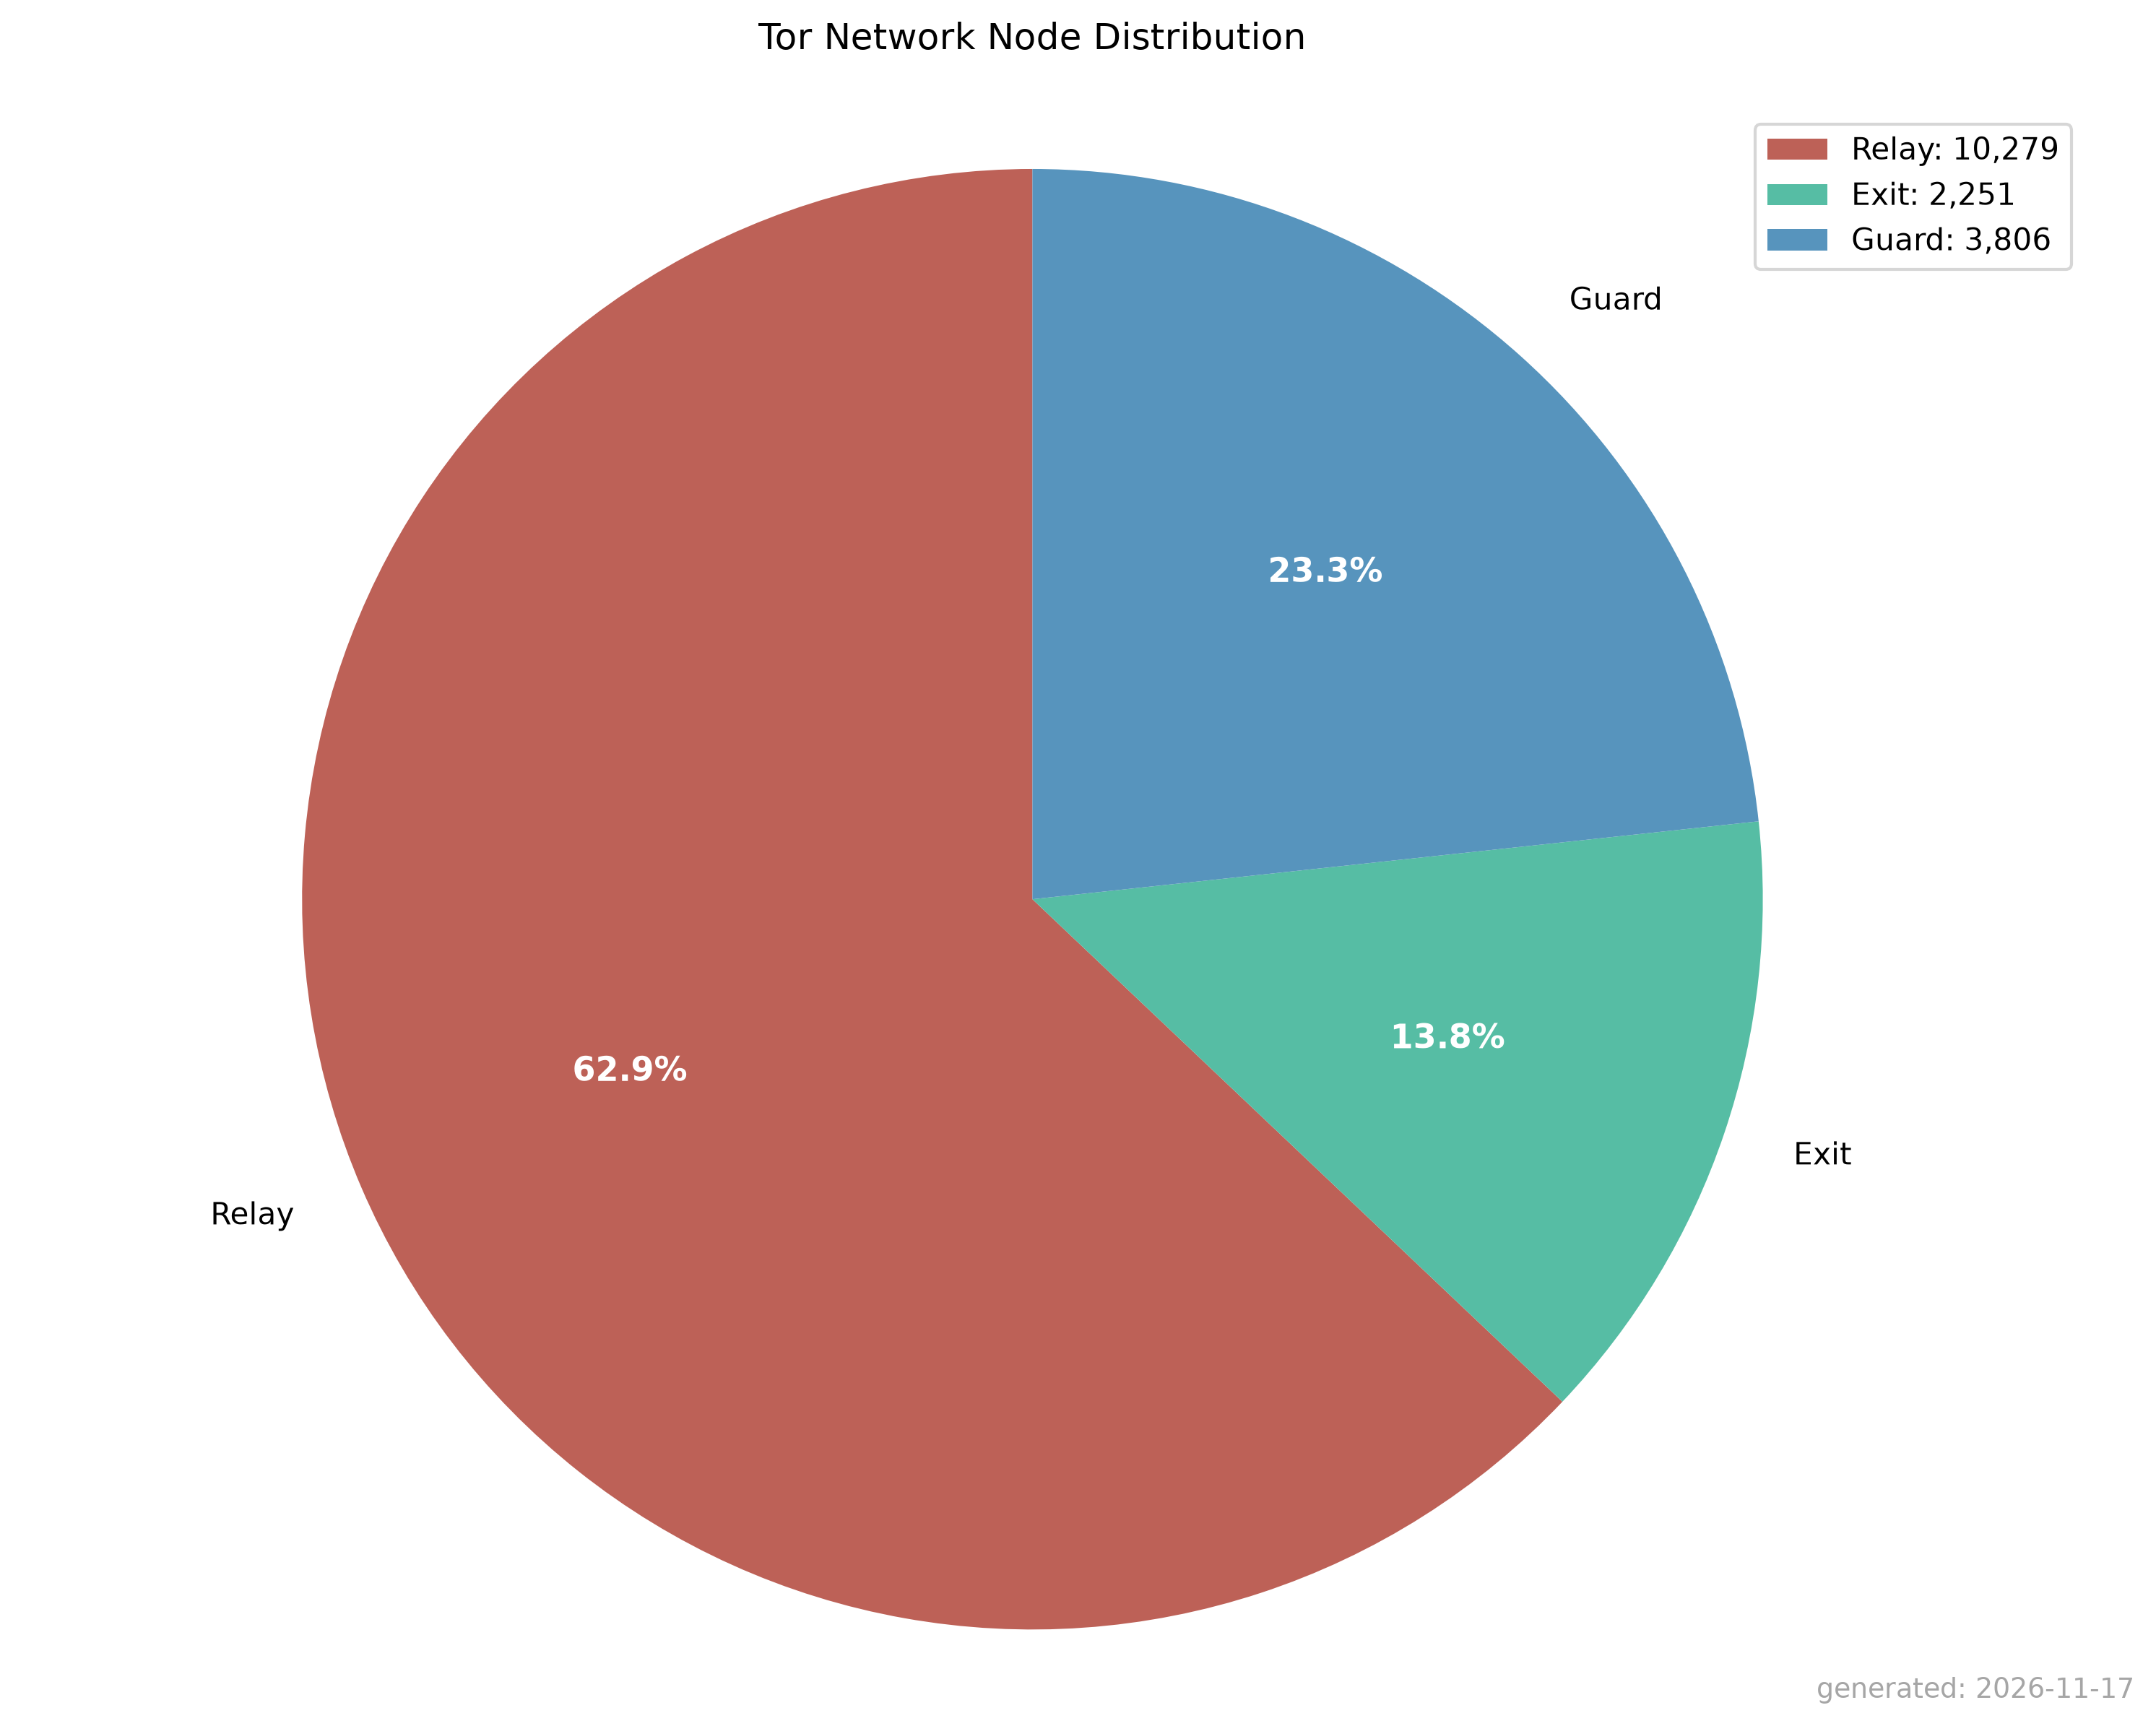 Tor Network Node Distribution
Relay: 10,279
Exit: 2,251
Guard: 3,806
Guard
23.3%
13.8%
62.9%
Exit
Relay
generated: 2026-11-17